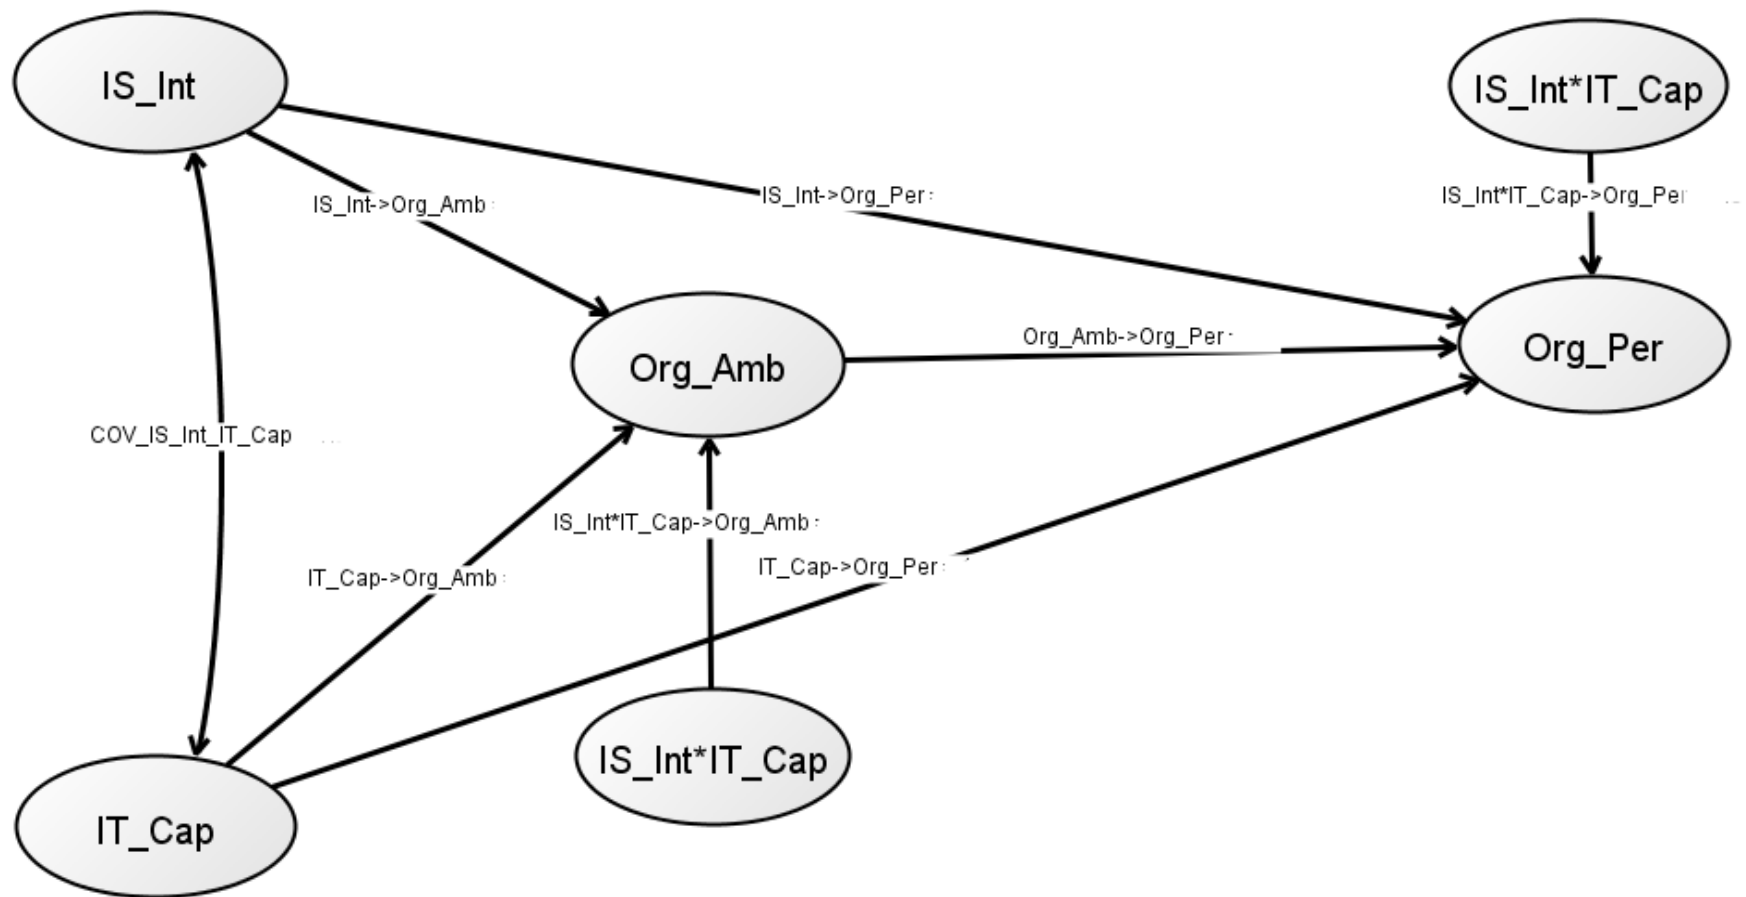 IS_Int
IS_Int*IT_Cap
IS_Int->Org_Amb
IS_Int->Org_Per
IS_Int*IT_Cap->Org_Per
Org_Amb->Org_Per
Org_Amb
Org_Per
COV_IS_Int_IT_Cap
IS_Int*IT_Cap->Org_Amb
IT_Cap->Org_Amb
IT_Cap->Org_Per
IS_Int*IT_Cap
IT_Cap